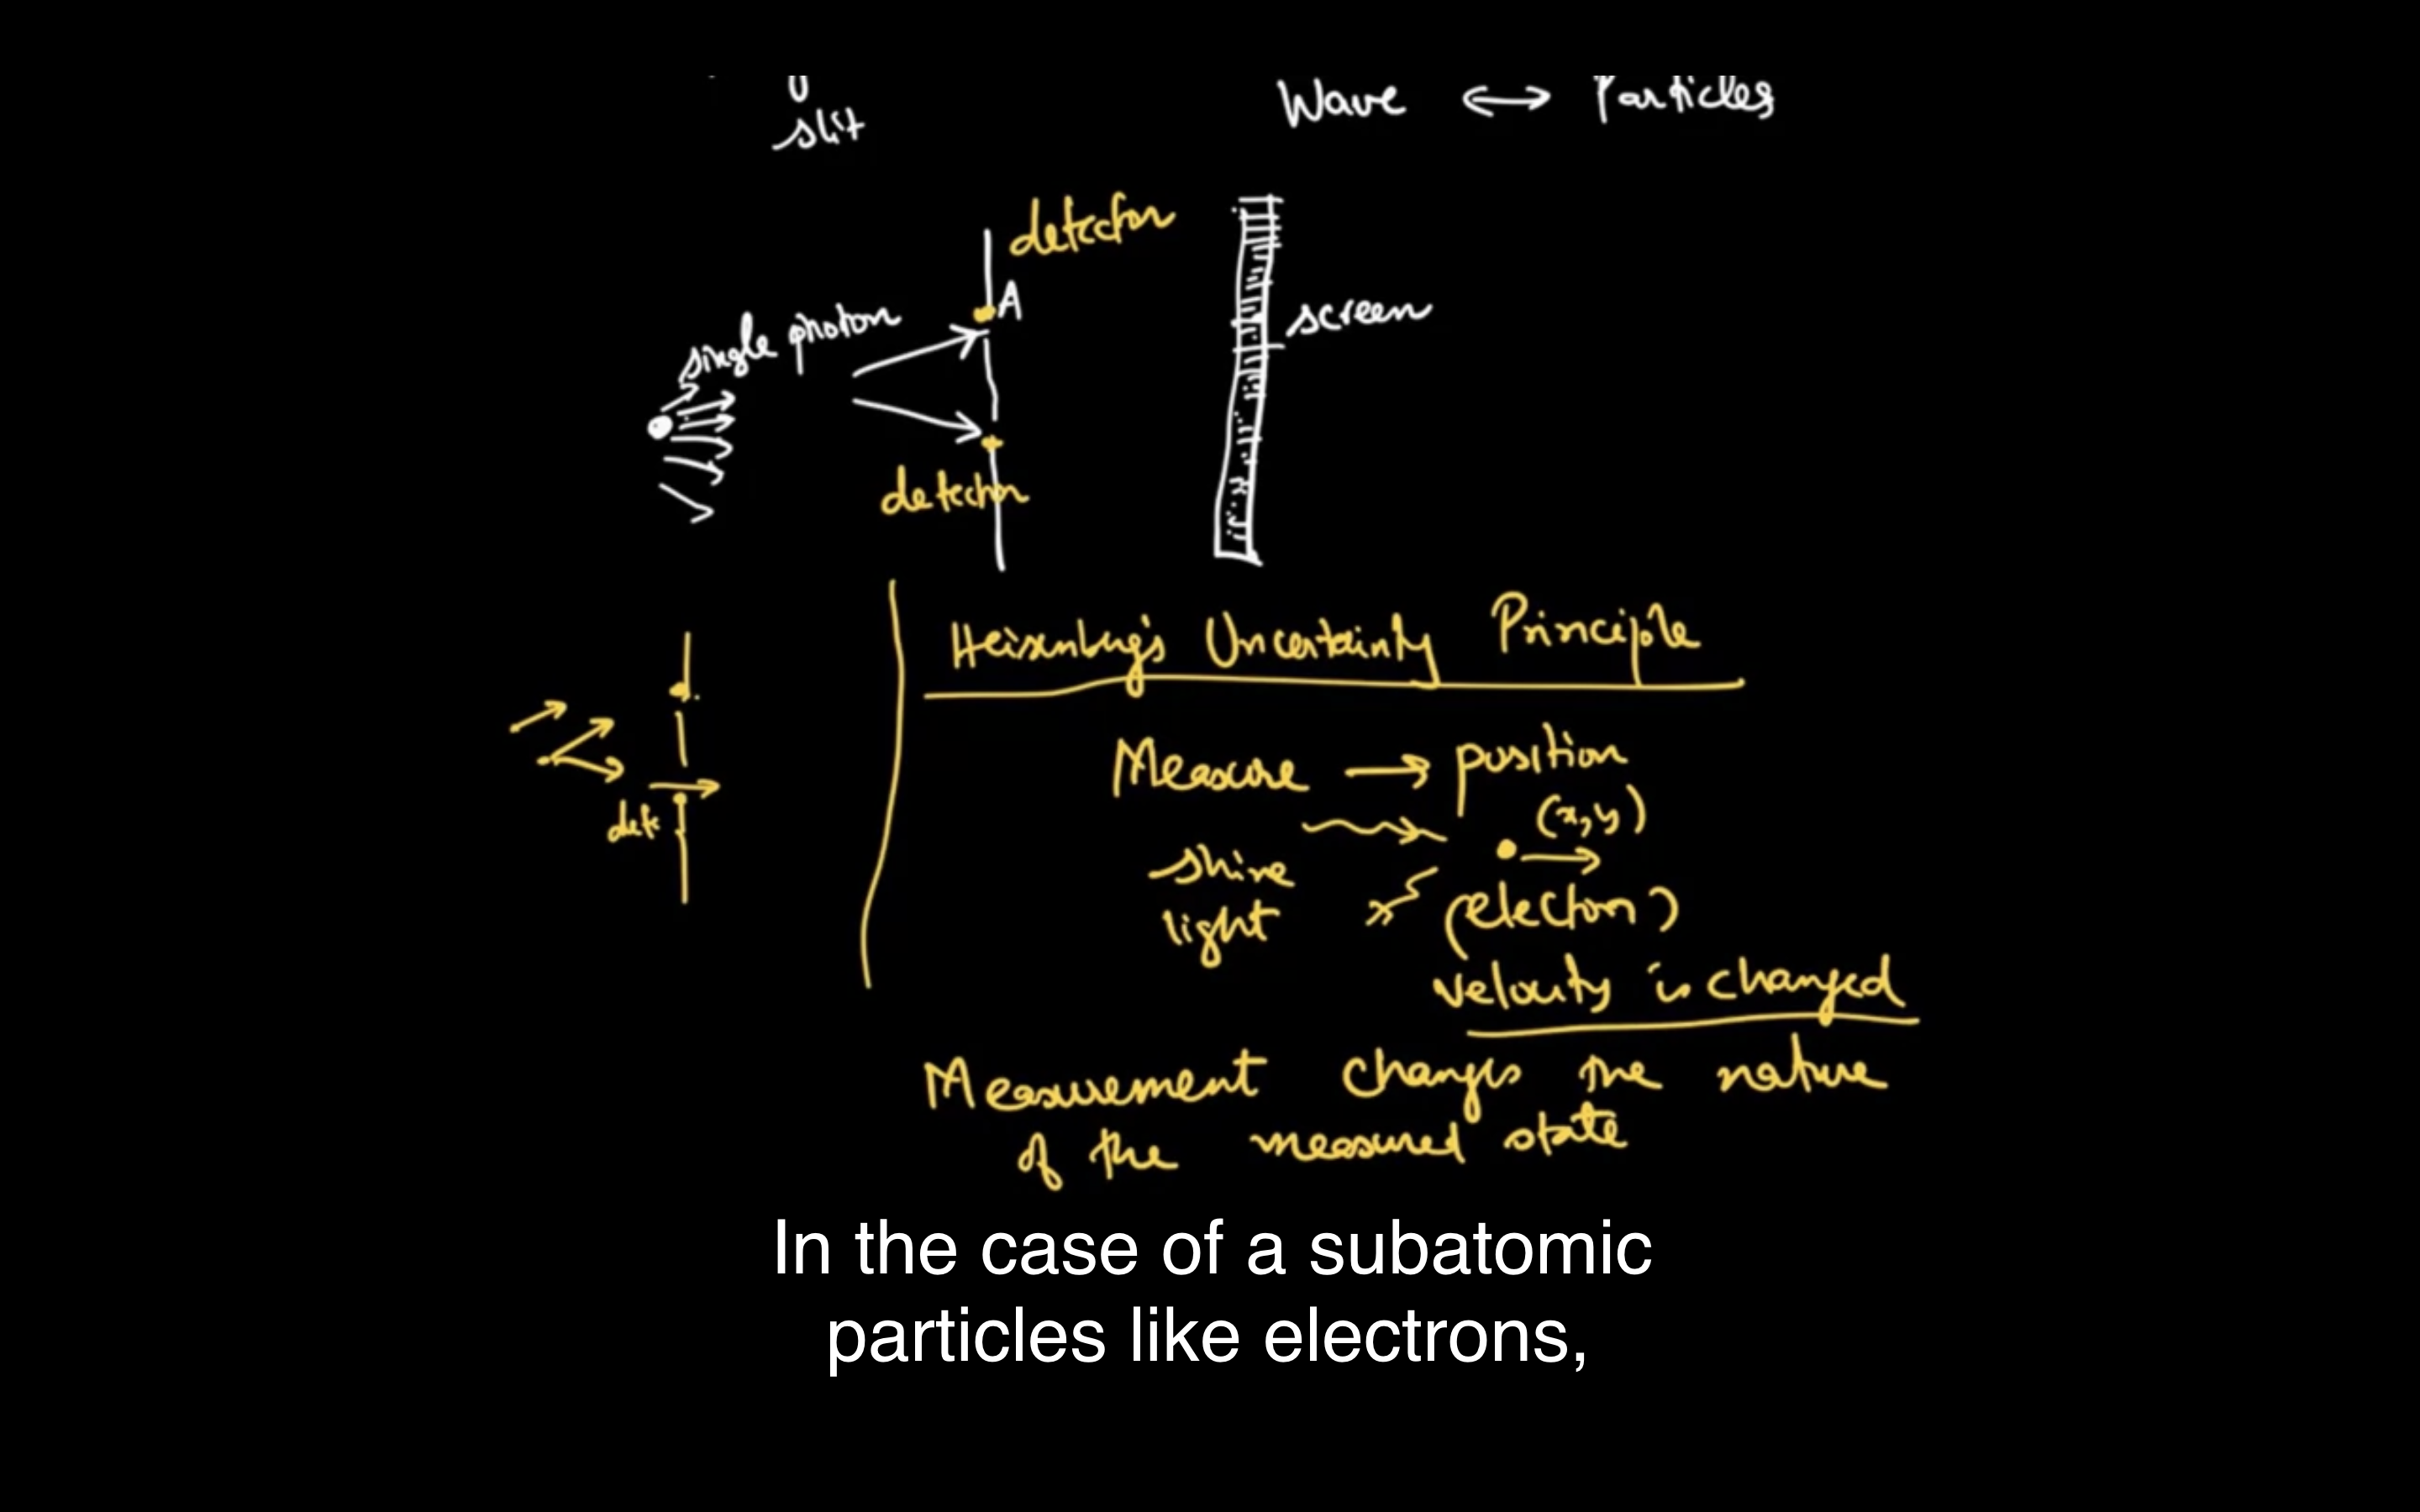 slit
Wave ⟷ Particles
detector
A
single photon
screen
detector
Heisenberg's Uncertainty Principle
Measure → position
(x,y)
shine
light
(electron)
velocity is changed
det
Measurement changes the nature
of the measured state
In the case of a subatomic
particles like electrons,